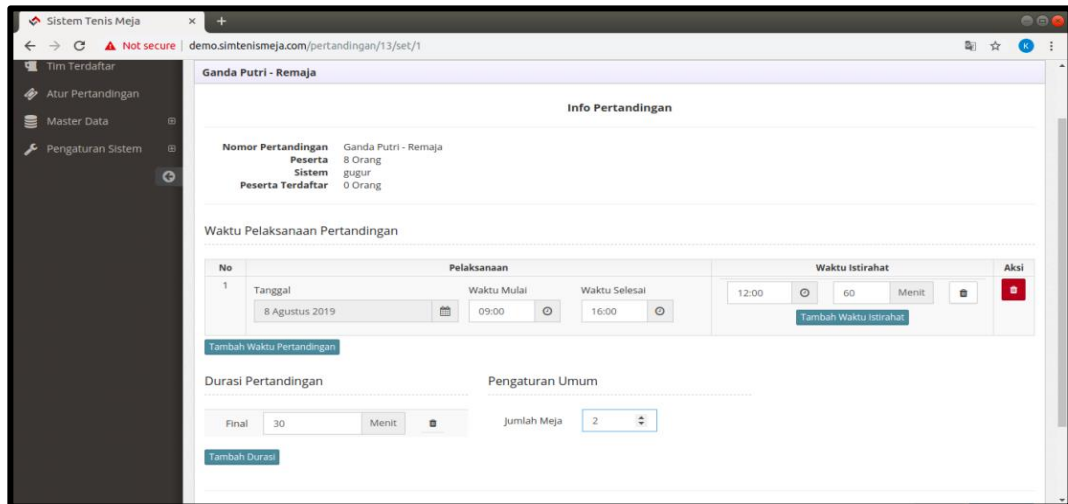 Sistem Tenis Meja
Not secure | demo.simtenismeja.com/pertandingan/13/set/1
K
Tim Terdaftar
Atur Pertandingan
Master Data
Pengaturan Sistem
Ganda Putri - Remaja
Info Pertandingan
Nomor Pertandingan Ganda Putri - Remaja
Peserta 8 Orang
Sistem gugur
Peserta Terdaftar 0 Orang
Waktu Pelaksanaan Pertandingan
No Pelaksanaan Waktu Istirahat Aksi
1 Tanggal Waktu Mulai Waktu Selesai
8 Agustus 2019 09:00 16:00 12:00 60 Menit
Tambah Waktu Istirahat
Tambah Waktu Pertandingan
Durasi Pertandingan Pengaturan Umum
Final 30 Menit Jumlah Meja 2
Tambah Durasi